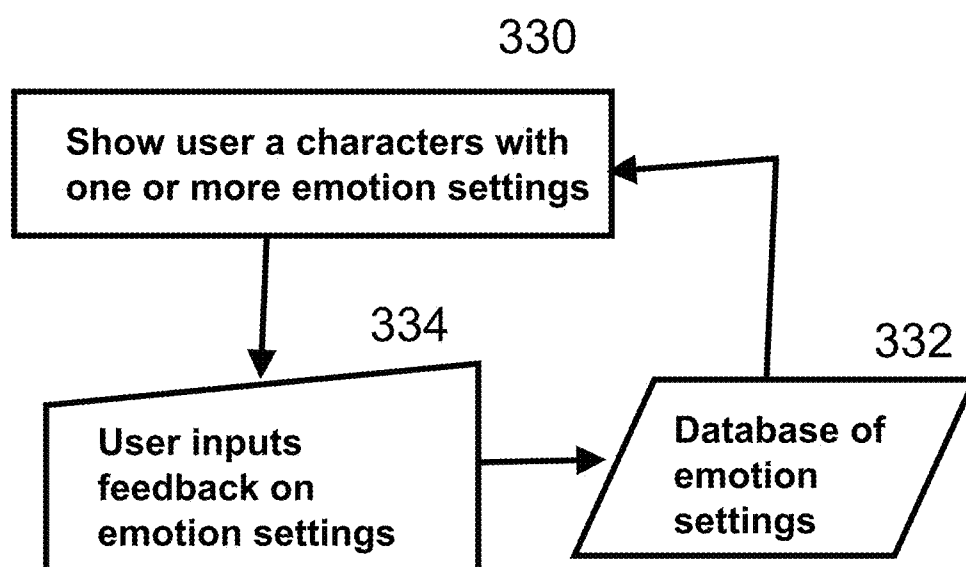 330
Show user a characters with
one or more emotion settings
334
332
User inputs
feedback on
emotion settings
Database of
emotion
settings